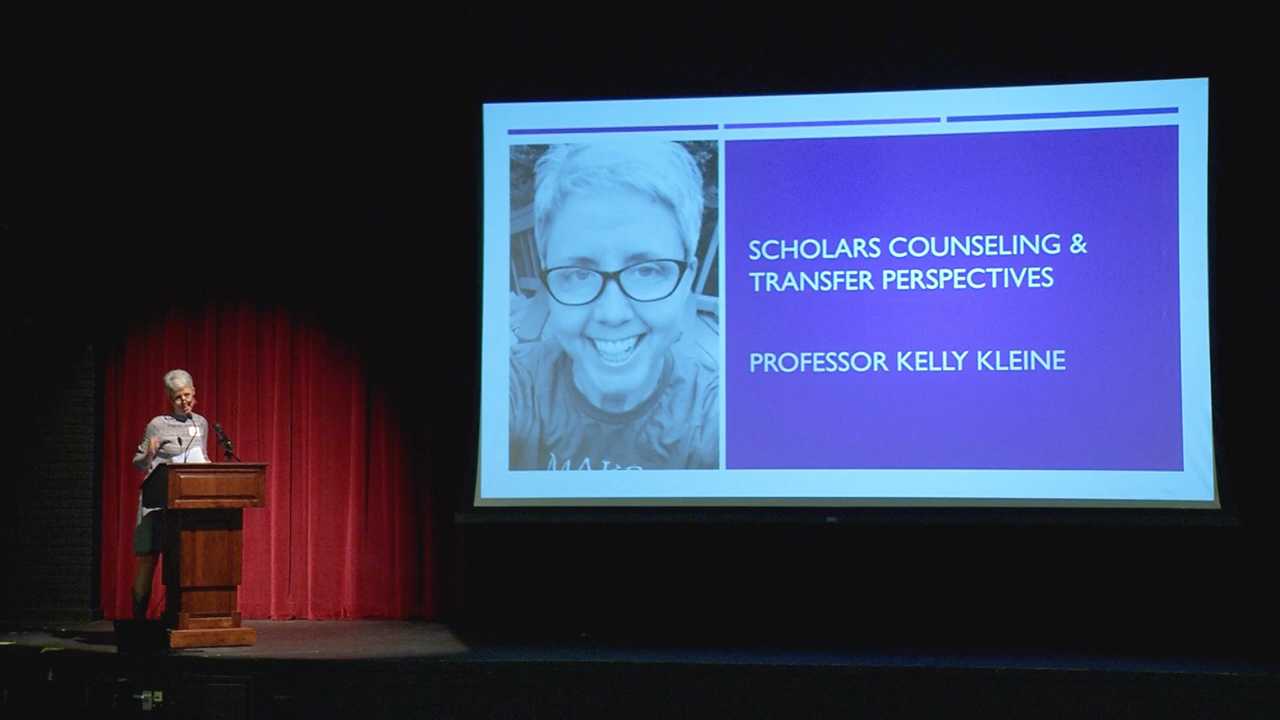 SCHOLARS COUNSELING &
TRANSFER PERSPECTIVES
PROFESSOR KELLY KLEINE